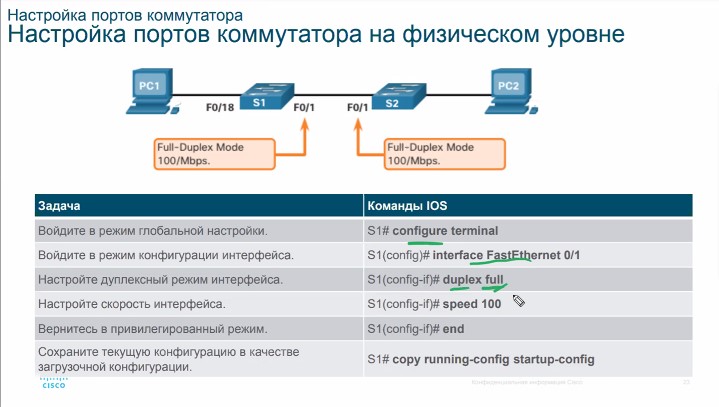 Настройка портов коммутатора
Настройка портов коммутатора на физическом уровне
PC1
F0/18
S1
F0/1
F0/1
S2
PC2
Full-Duplex Mode
100/Mbps.
Full-Duplex Mode
100/Mbps.
Задача Команды IOS
Войдите в режим глобальной настройки. S1# configure terminal
Войдите в режим конфигурации интерфейса. S1(config)# interface FastEthernet 0/1
Настройте дуплексный режим интерфейса. S1(config-if)# duplex full
Настройте скорость интерфейса. S1(config-if)# speed 100
Вернитесь в привилегированный режим. S1(config-if)# end
Сохраните текущую конфигурацию в качестве
загрузочной конфигурации. S1# copy running-config startup-config
CISCO
Конфиденциальная информация Cisco